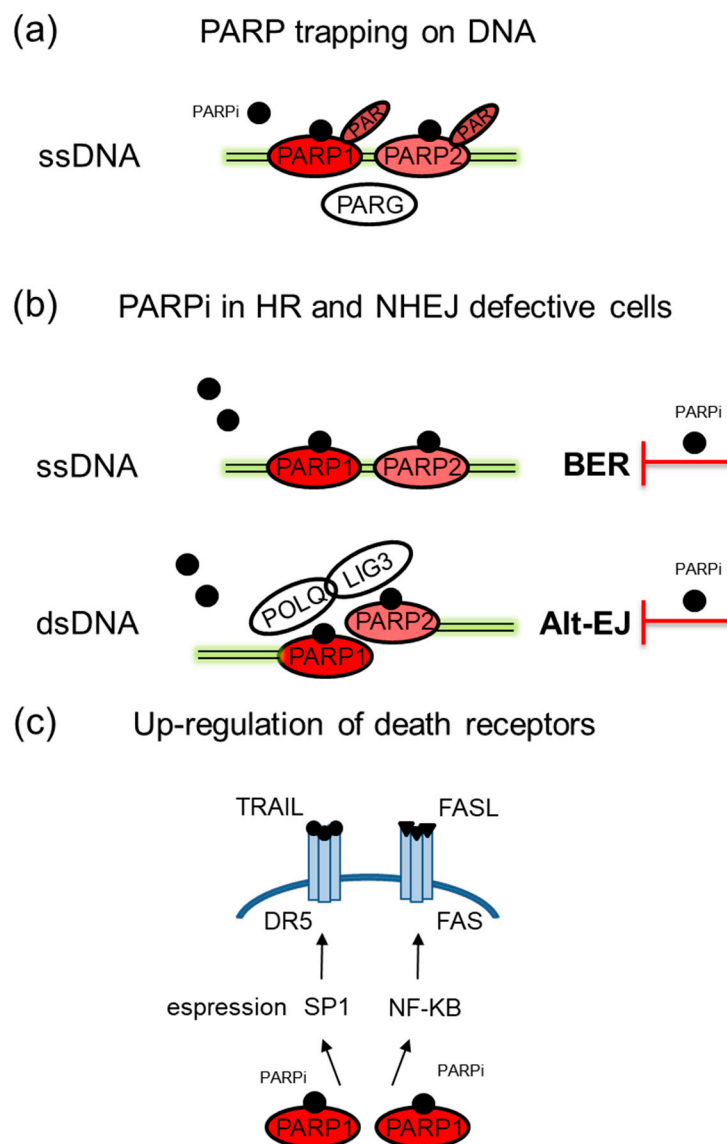 (a) PARP trapping on DNA
PARPi
PAR PAR
ssDNA PARP1 PARP2
PARG
(b) PARPi in HR and NHEJ defective cells
PARPi
ssDNA PARP1 PARP2 BER
POLQ LIG3 PARPi
dsDNA PARP2 Alt-EJ
PARP1
(c) Up-regulation of death receptors
TRAIL FASL
DR5 FAS
espression SP1 NF-KB
PARPi PARPi
PARP1 PARP1